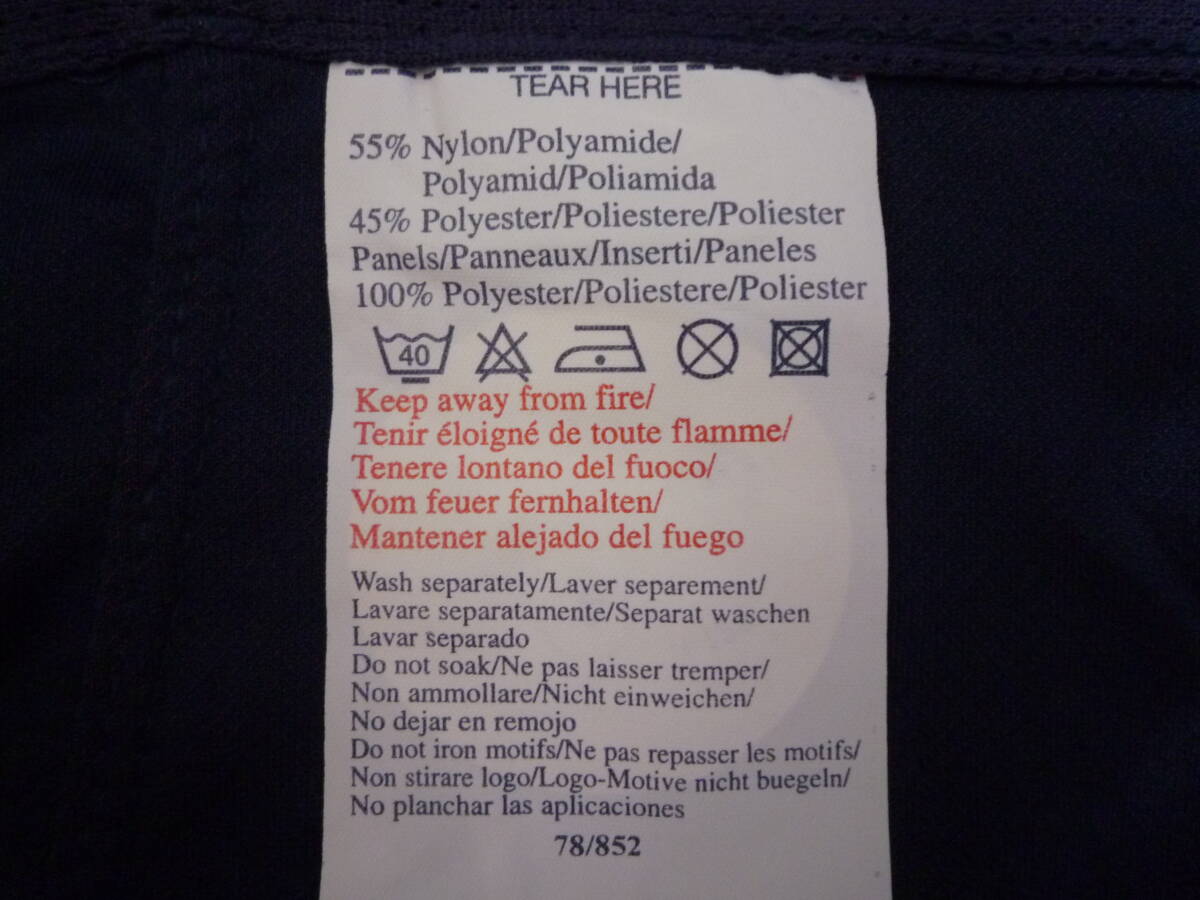 TEAR HERE
55% Nylon/Polyamide/
Polyamid/Poliamida
45% Polyester/Poliestere/Poliester
Panels/Panneaux/Inserti/Paneles
100% Polyester/Poliestere/Poliester
40
Keep away from fire/
Tenir éloigné de toute flamme/
Tenere lontano del fuoco/
Vom feuer fernhalten/
Mantener alejado del fuego
Wash separately/Laver separement/
Lavare separatamente/Separat waschen
Lavar separado
Do not soak/Ne pas laisser tremper/
Non ammollare/Nicht einweichen/
No dejar en remojo
Do not iron motifs/Ne pas repasser les motifs/
Non stirare logo/Logo-Motive nicht buegeln/
No planchar las aplicaciones
78/852